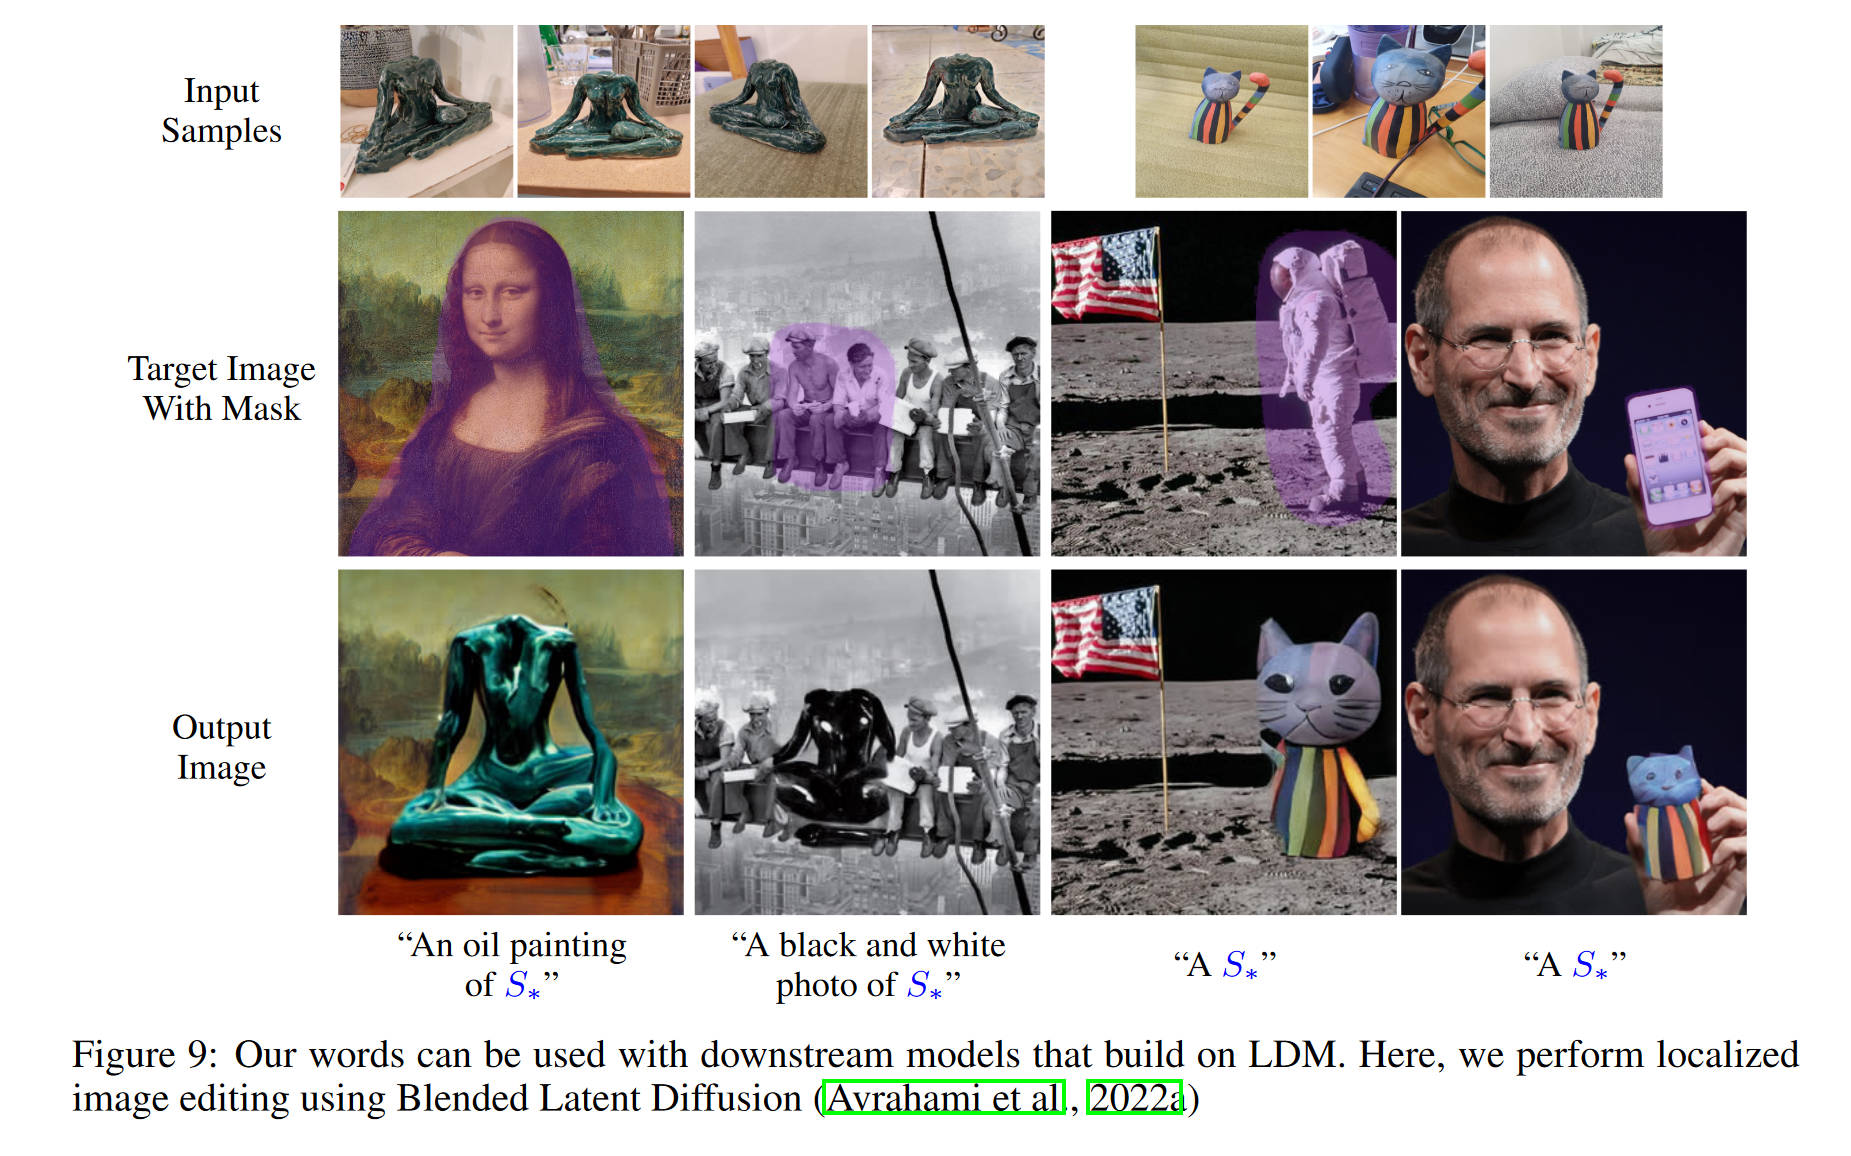 Input
Samples
Target Image
With Mask
Output
Image
“An oil painting
of S*”
“A black and white
photo of S*”
“A S*”
“A S*”
Figure 9: Our words can be used with downstream models that build on LDM. Here, we perform localized
image editing using Blended Latent Diffusion (Avrahami et al., 2022a)